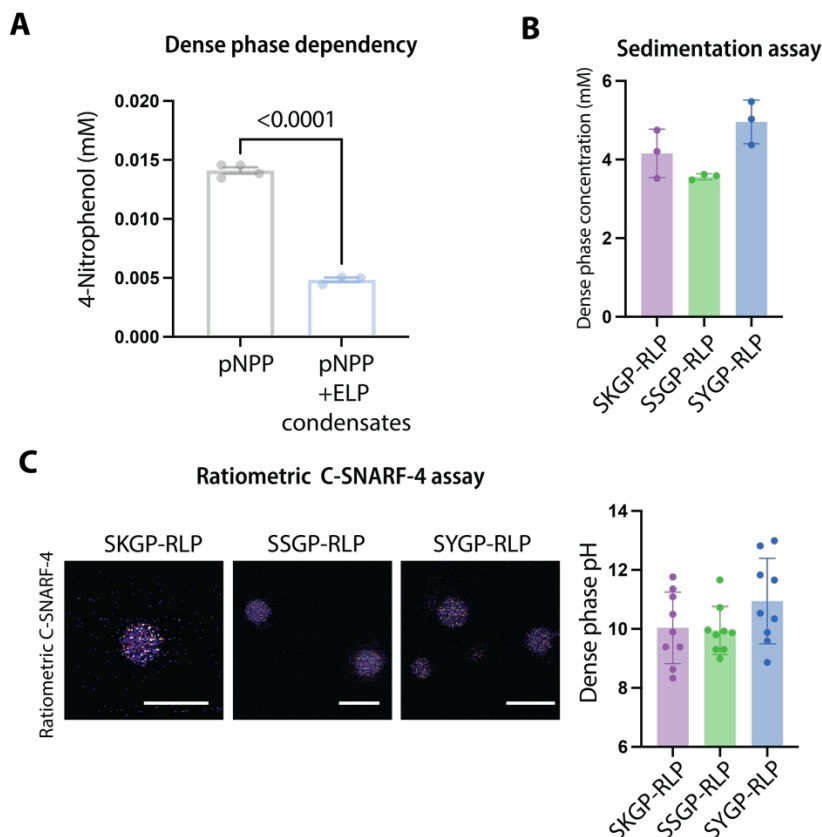 A
Dense phase dependency
4-Nitrophenol (mM)
0.020
0.015
0.010
0.005
0.000
<0.0001
pNPP
pNPP
+ELP
condensates
B
Sedimentation assay
Dense phase concentration (mM)
6
4
2
0
SKGP-RLP
SSGP-RLP
SYGP-RLP
C
Ratiometric C-SNARF-4 assay
Ratiometric C-SNARF-4
SKGP-RLP
SSGP-RLP
SYGP-RLP
Dense phase pH
14
12
10
8
6
SKGP-RLP
SSGP-RLP
SYGP-RLP